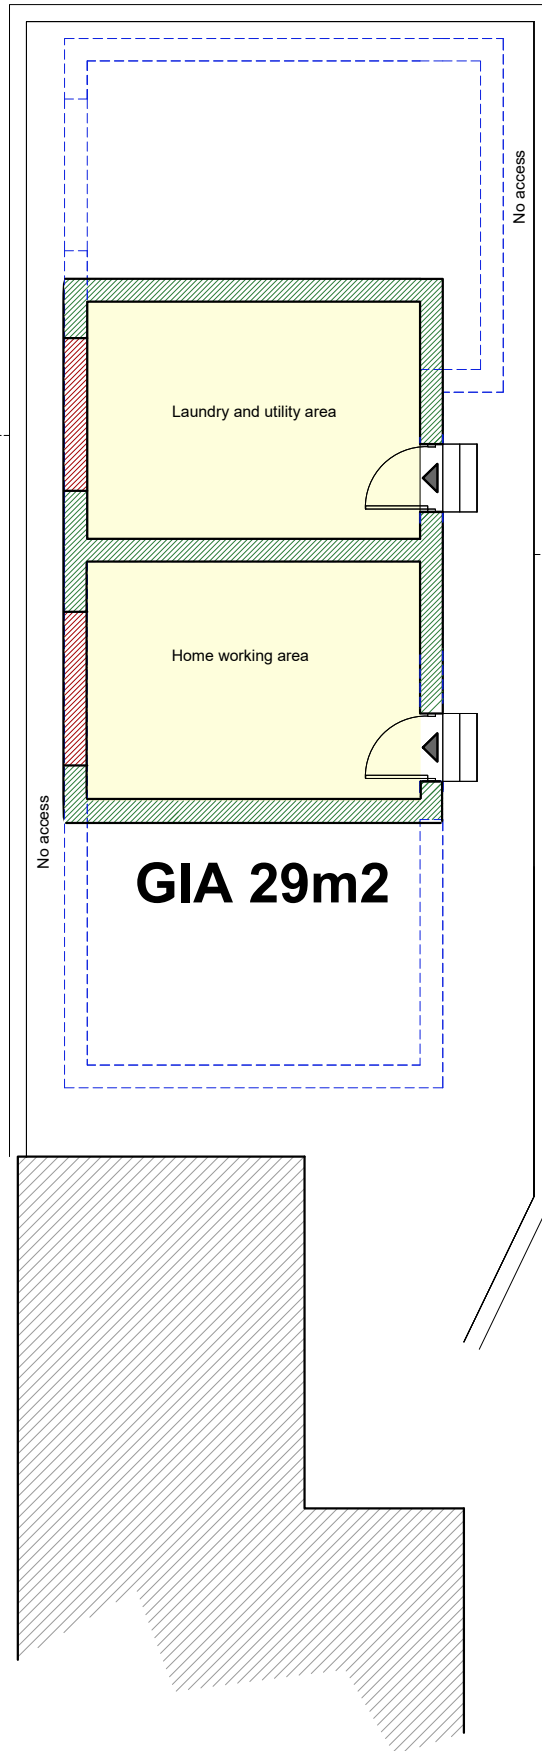 No access
Laundry and utility area
Home working area
No access
GIA 29m2